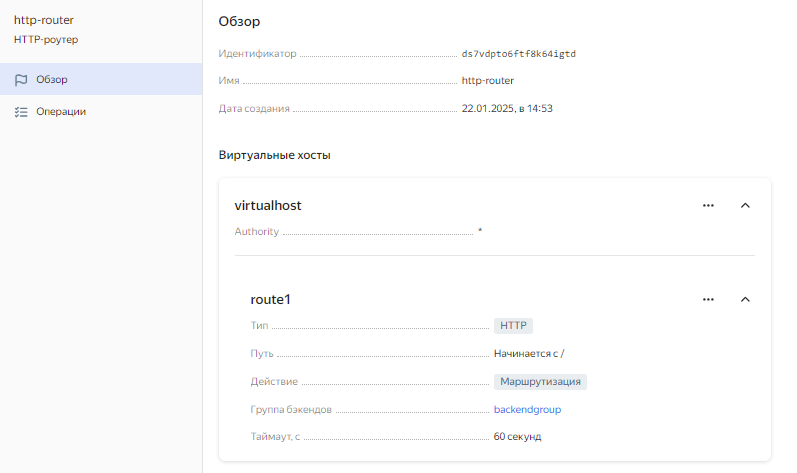 http-router
HTTP-роутер
Обзор
Операции
Обзор
Идентификатор ds7vdpto6ftf8k64igtd
Имя http-router
Дата создания 22.01.2025, в 14:53
Виртуальные хосты
virtualhost
Authority *
route1
Тип HTTP
Путь Начинается с /
Действие Маршрутизация
Группа бэкендов backendgroup
Таймаут, с 60 секунд